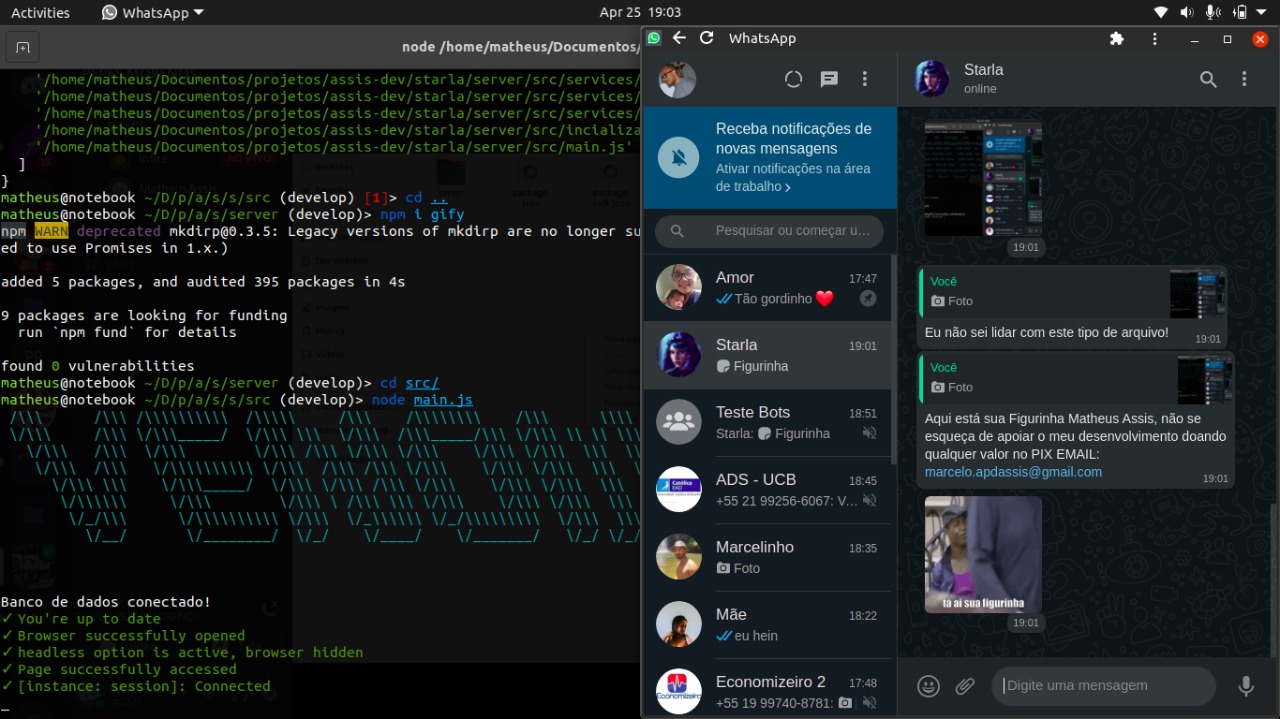 Activities
WhatsApp
Apr 25 19:03
node /home/matheus/Documentos/
'/home/matheus/Documentos/projetos/assis-dev/starla/server/src/services/
'/home/matheus/Documentos/projetos/assis-dev/starla/server/src/services/
'/home/matheus/Documentos/projetos/assis-dev/starla/server/src/services/
'/home/matheus/Documentos/projetos/assis-dev/starla/server/src/incializa
'/home/matheus/Documentos/projetos/assis-dev/starla/server/src/main.js'
]
}
matheus@notebook ~/D/p/a/s/s/src (develop) [1]> cd ..
matheus@notebook ~/D/p/a/s/server (develop)> npm i gify
npm WARN deprecated mkdirp@0.3.5: Legacy versions of mkdirp are no longer su
ed to use Promises in 1.x.)
added 5 packages, and audited 395 packages in 4s
9 packages are looking for funding
run `npm fund` for details
found 0 vulnerabilities
matheus@notebook ~/D/p/a/s/server (develop)> cd src/
matheus@notebook ~/D/p/a/s/s/src (develop)> node main.js
Banco de dados conectado!
✓ You're up to date
✓ Browser successfully opened
✓ headless option is active, browser hidden
✓ Page successfully accessed
✓ [instance: session]: Connected
WhatsApp
Receba notificações de
novas mensagens
Ativar notificações na área
de trabalho
Pesquisar ou começar u...
Amor 17:47
Tão gordinho ❤️
Starla 19:01
Figurinha
Teste Bots 18:51
Starla: Figurinha
ADS - UCB 18:45
+55 21 99256-6067: V...
Marcelinho 18:35
Foto
Mãe 18:22
eu hein
Economizeiro 2 17:48
+55 19 99740-8781:
Starla
online
19:01
Você
Foto
Eu não sei lidar com este tipo de arquivo!
19:01
Você
Foto
Aqui está sua Figurinha Matheus Assis, não se
esqueça de apoiar o meu desenvolvimento doando
qualquer valor no PIX EMAIL:
marcelo.apdassis@gmail.com
19:01
tá ai sua figurinha
19:01
Digite uma mensagem